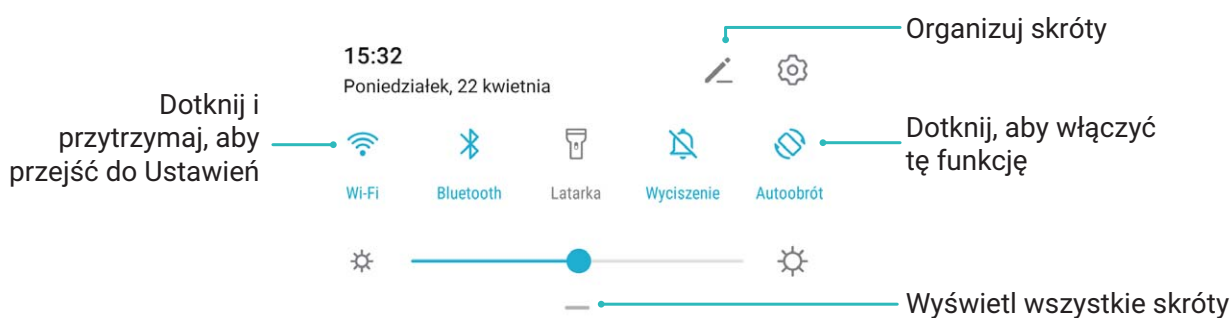 Organizuj skróty
15:32
Poniedziałek, 22 kwietnia
Dotknij i
przytrzymaj, aby
przejść do Ustawień
Dotknij, aby włączyć
tę funkcję
Wi-Fi
Bluetooth
Latarka
Wyciszenie
Autoobrót
Wyświetl wszystkie skróty